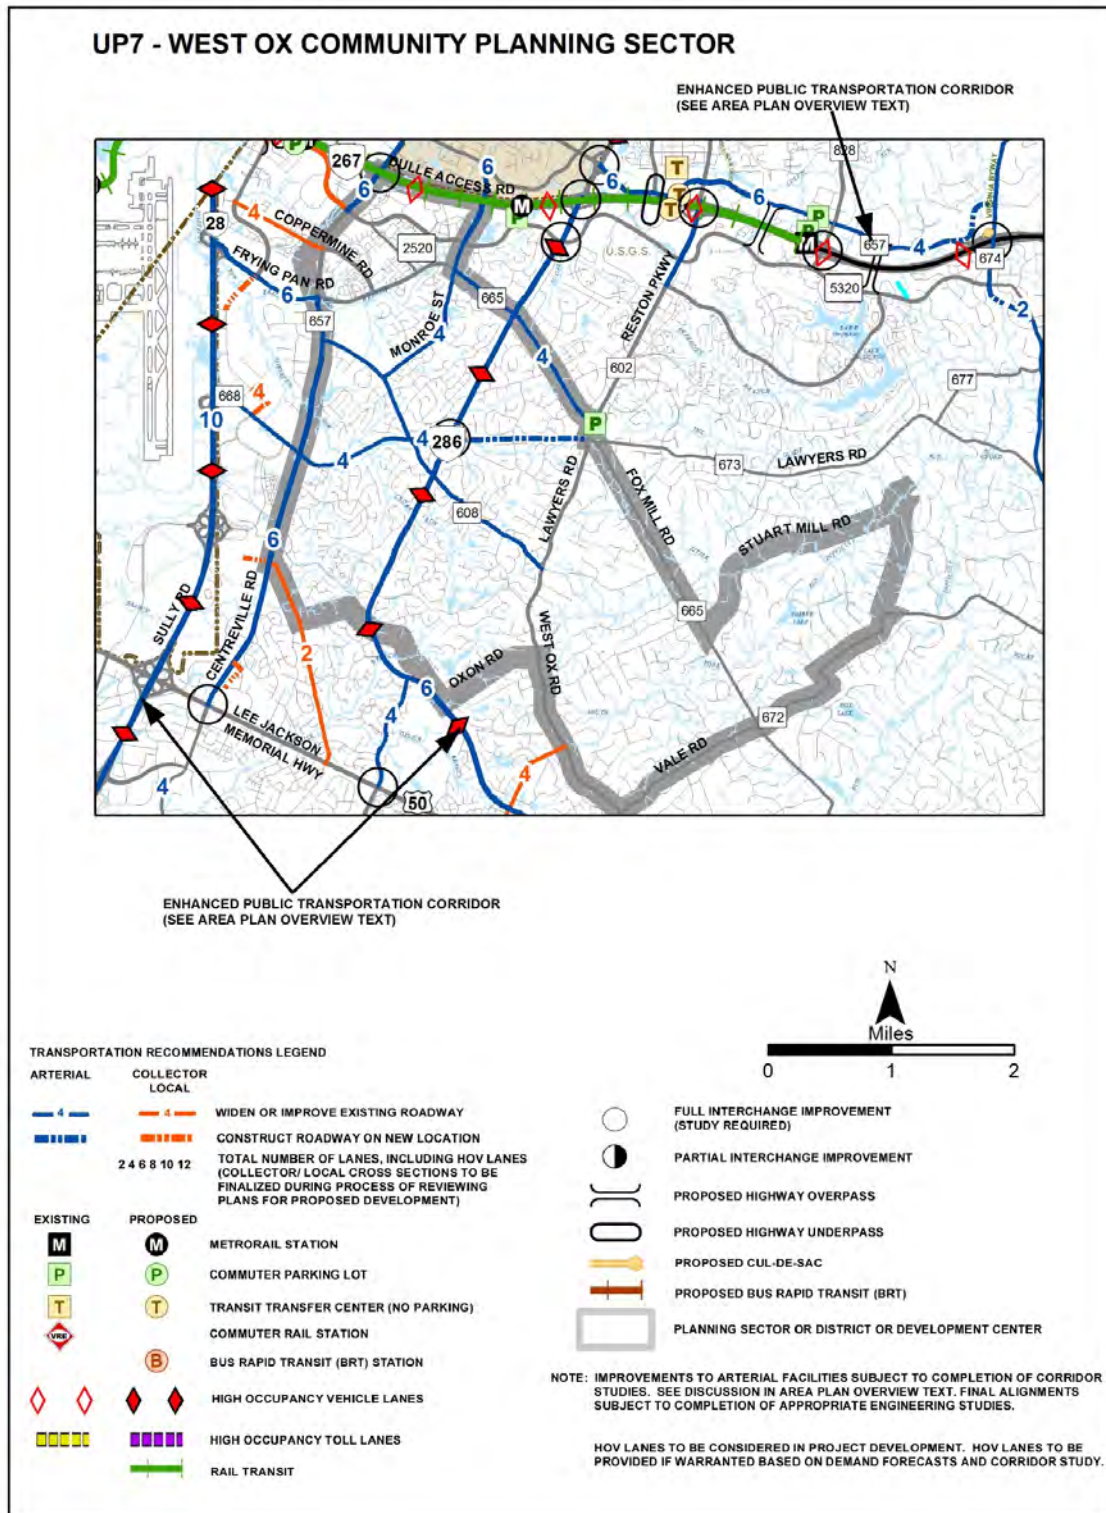 UP7 - WEST OX COMMUNITY PLANNING SECTOR
ENHANCED PUBLIC TRANSPORTATION CORRIDOR
(SEE AREA PLAN OVERVIEW TEXT)
P
267
DULLE ACCESS RD
6
6
6
T
T
T
6
828
P
P
M
M
P
28
4
COPPERMINE RD
2520
U.S.G.S.
657
4
674
FRYING PAN RD
6
657
665
MONROE ST
4
RESTON PKWY
5320
2
4
602
677
668
4
10
4
4
286
P
673
LAWYERS RD
LAWYERS RD
FOX MILL RD
608
STUART MILL RD
6
SULLY RD
CENTREVILLE RD
2
665
WEST OX RD
OXON RD
6
4
LEE JACKSON
MEMORIAL HWY
672
VALE RD
4
4
50
ENHANCED PUBLIC TRANSPORTATION CORRIDOR
(SEE AREA PLAN OVERVIEW TEXT)
N
Miles
0 1 2
TRANSPORTATION RECOMMENDATIONS LEGEND
ARTERIAL
COLLECTOR
LOCAL
4 4 WIDEN OR IMPROVE EXISTING ROADWAY
CONSTRUCT ROADWAY ON NEW LOCATION
2 4 6 8 10 12 TOTAL NUMBER OF LANES, INCLUDING HOV LANES
(COLLECTOR/ LOCAL CROSS SECTIONS TO BE
FINALIZED DURING PROCESS OF REVIEWING
PLANS FOR PROPOSED DEVELOPMENT)
EXISTING PROPOSED
M M METRORAIL STATION
P P COMMUTER PARKING LOT
T T TRANSIT TRANSFER CENTER (NO PARKING)
VRE COMMUTER RAIL STATION
B BUS RAPID TRANSIT (BRT) STATION
HIGH OCCUPANCY VEHICLE LANES
HIGH OCCUPANCY TOLL LANES
RAIL TRANSIT
FULL INTERCHANGE IMPROVEMENT
(STUDY REQUIRED)
PARTIAL INTERCHANGE IMPROVEMENT
PROPOSED HIGHWAY OVERPASS
PROPOSED HIGHWAY UNDERPASS
PROPOSED CUL-DE-SAC
PROPOSED BUS RAPID TRANSIT (BRT)
PLANNING SECTOR OR DISTRICT OR DEVELOPMENT CENTER
NOTE: IMPROVEMENTS TO ARTERIAL FACILITIES SUBJECT TO COMPLETION OF CORRIDOR
STUDIES. SEE DISCUSSION IN AREA PLAN OVERVIEW TEXT. FINAL ALIGNMENTS
SUBJECT TO COMPLETION OF APPROPRIATE ENGINEERING STUDIES.
HOV LANES TO BE CONSIDERED IN PROJECT DEVELOPMENT. HOV LANES TO BE
PROVIDED IF WARRANTED BASED ON DEMAND FORECASTS AND CORRIDOR STUDY.